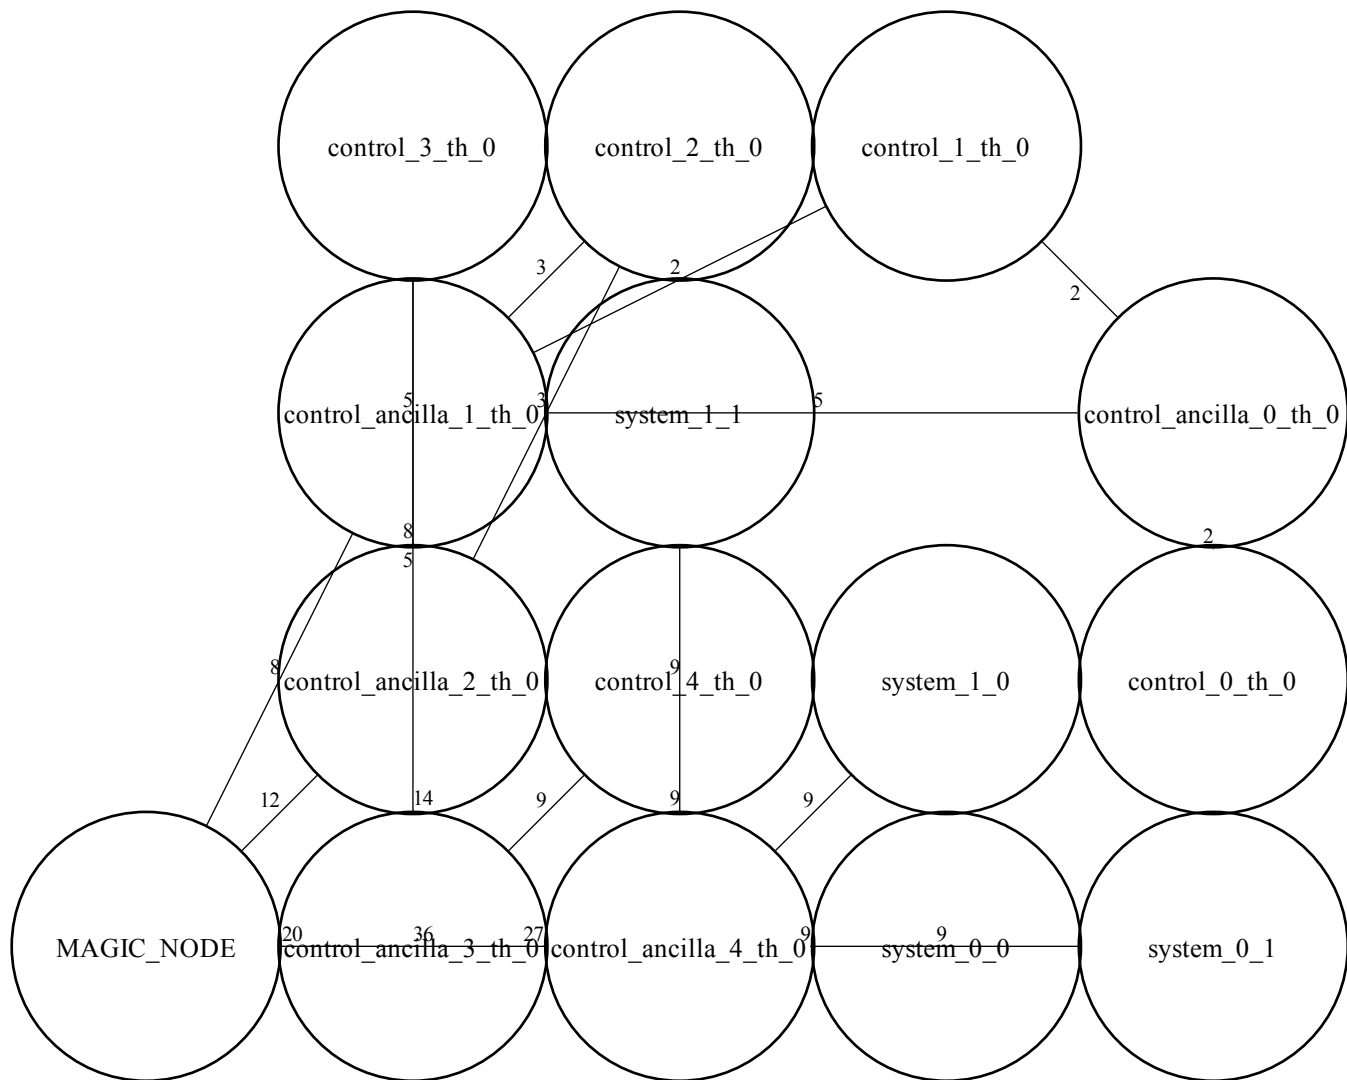 control_3_th_0 control_2_th_0 control_1_th_0
3 2 2
5 3 5
control_ancilla_1_th_0 system_1_1 control_ancilla_0_th_0
8 2
5
8 9
control_ancilla_2_th_0 control_4_th_0 system_1_0 control_0_th_0
12 14 9 9 9
20 36 27 9 9
MAGIC_NODE control_ancilla_3_th_0 control_ancilla_4_th_0 system_0_0 system_0_1